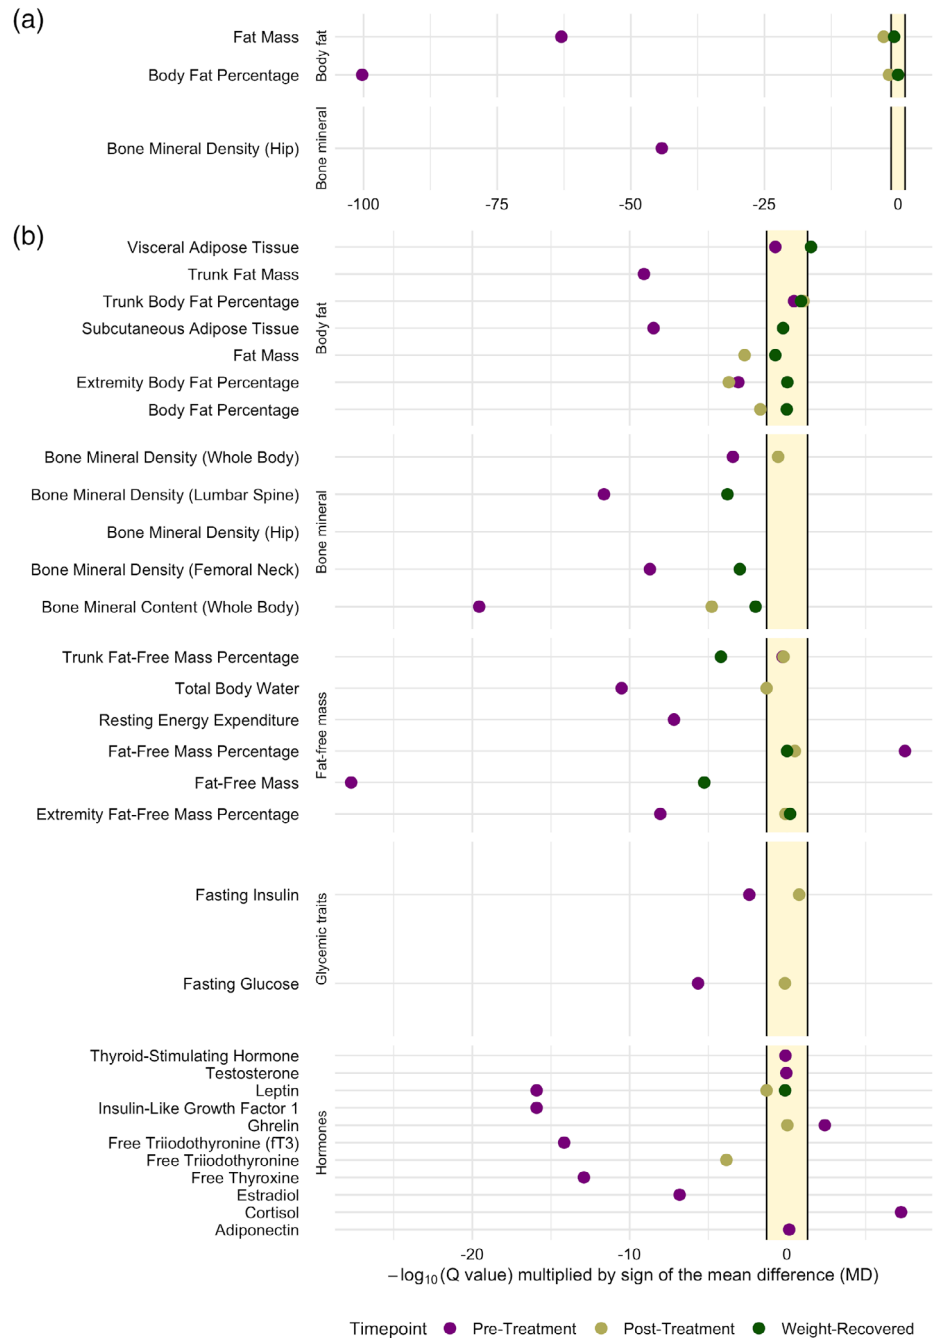 (a)
Fat Mass
Body Fat Percentage
Body fat
Bone Mineral Density (Hip)
Bone mineral
-100 -75 -50 -25 0
(b)
Visceral Adipose Tissue
Trunk Fat Mass
Trunk Body Fat Percentage
Subcutaneous Adipose Tissue
Fat Mass
Extremity Body Fat Percentage
Body Fat Percentage
Body fat
Bone Mineral Density (Whole Body)
Bone Mineral Density (Lumbar Spine)
Bone Mineral Density (Hip)
Bone Mineral Density (Femoral Neck)
Bone Mineral Content (Whole Body)
Bone mineral
Trunk Fat-Free Mass Percentage
Total Body Water
Resting Energy Expenditure
Fat-Free Mass Percentage
Fat-Free Mass
Extremity Fat-Free Mass Percentage
Fat-free mass
Fasting Insulin
Fasting Glucose
Glycemic traits
Thyroid-Stimulating Hormone
Testosterone
Leptin
Insulin-Like Growth Factor 1
Ghrelin
Free Triiodothyronine (fT3)
Free Triiodothyronine
Free Thyroxine
Estradiol
Cortisol
Adiponectin
Hormones
-20 -10 0
−log10(Q value) multiplied by sign of the mean difference (MD)
Timepoint Pre-Treatment Post-Treatment Weight-Recovered